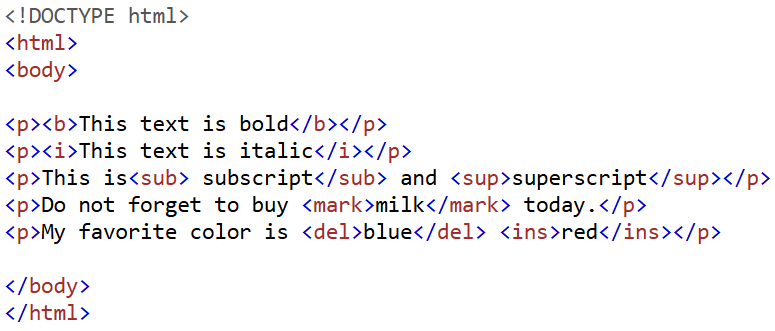 <!DOCTYPE html>
<html>
<body>
<p><b>This text is bold</b></p>
<p><i>This text is italic</i></p>
<p>This is<sub> subscript</sub> and <sup>superscript</sup></p>
<p>Do not forget to buy <mark>milk</mark> today.</p>
<p>My favorite color is <del>blue</del> <ins>red</ins></p>
</body>
</html>